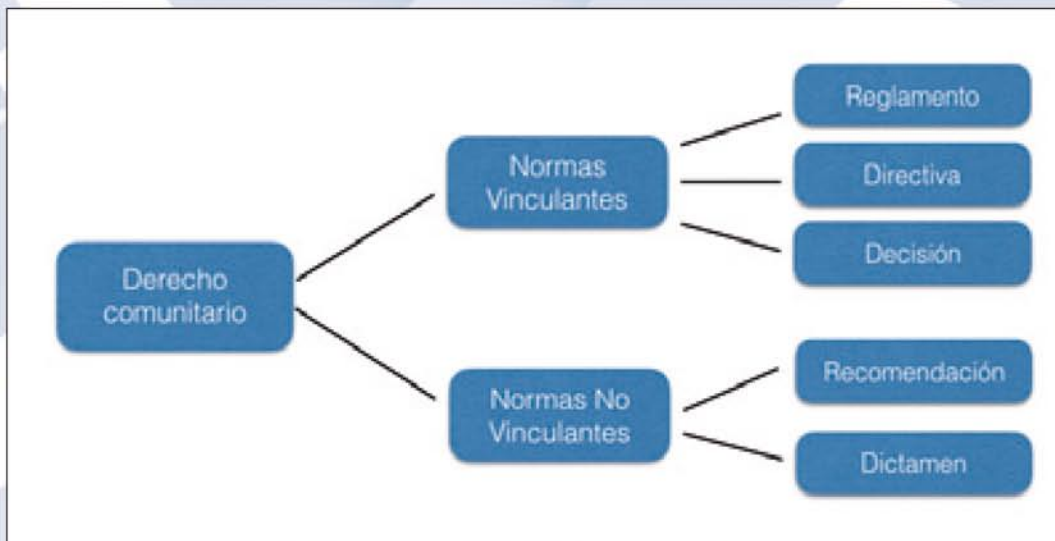 Derecho
comunitario
Normas
Vinculantes
Reglamento
Directiva
Decisión
Normas No
Vinculantes
Recomendación
Dictamen